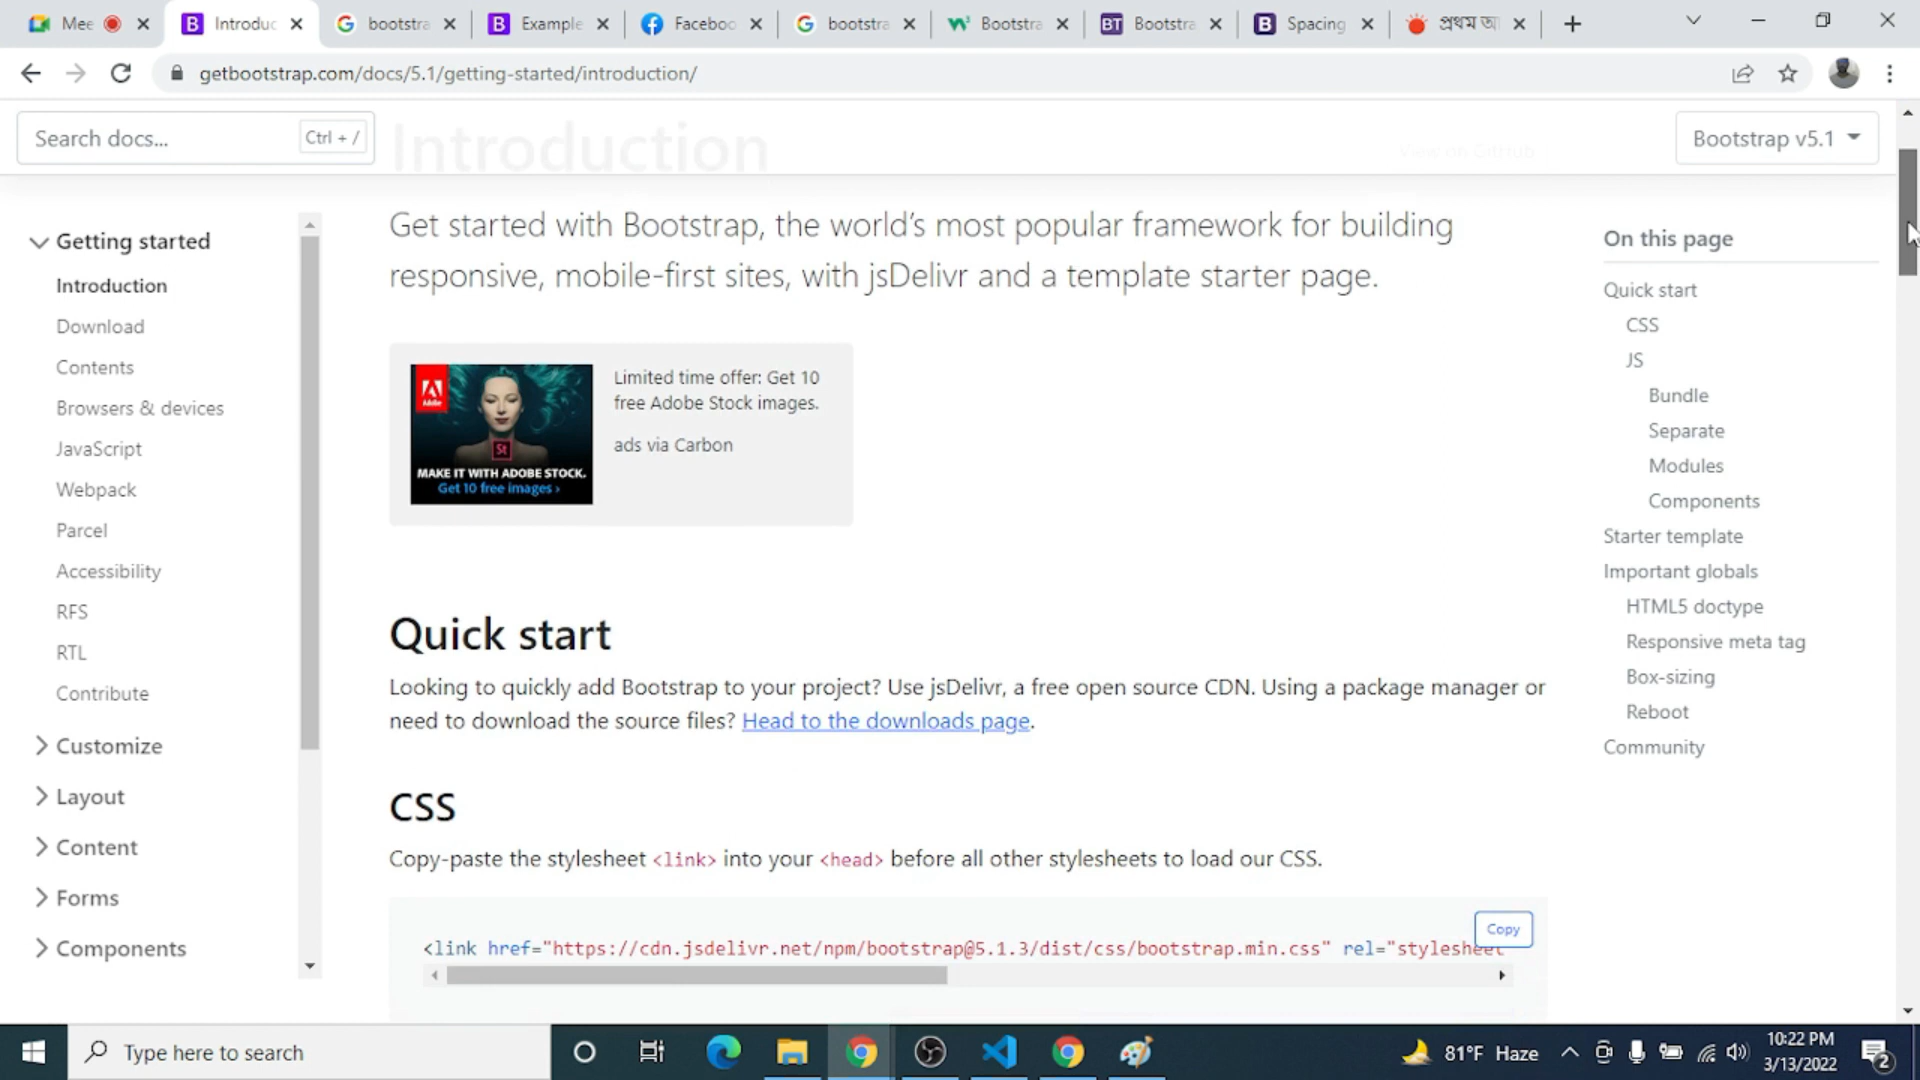 Mee
Introduc
bootstra
Example
Faceboo
bootstra
Bootstra
Bootstra
Spacing
প্রথম আ
getbootstrap.com/docs/5.1/getting-started/introduction/
Search docs...
Ctrl + /
Introduction
View on GitHub
Bootstrap v5.1
Getting started
Introduction
Download
Contents
Browsers & devices
JavaScript
Webpack
Parcel
Accessibility
RFS
RTL
Contribute
Customize
Layout
Content
Forms
Components
Get started with Bootstrap, the world's most popular framework for building
responsive, mobile-first sites, with jsDelivr and a template starter page.
Adobe
St
MAKE IT WITH ADOBE STOCK.
Get 10 free images ›
Limited time offer: Get 10
free Adobe Stock images.
ads via Carbon
Quick start
Looking to quickly add Bootstrap to your project? Use jsDelivr, a free open source CDN. Using a package manager or
need to download the source files? Head to the downloads page.
CSS
Copy-paste the stylesheet <link> into your <head> before all other stylesheets to load our CSS.
Copy
<link href="https://cdn.jsdelivr.net/npm/bootstrap@5.1.3/dist/css/bootstrap.min.css" rel="stylesheet
On this page
Quick start
CSS
JS
Bundle
Separate
Modules
Components
Starter template
Important globals
HTML5 doctype
Responsive meta tag
Box-sizing
Reboot
Community
Type here to search
81°F Haze
10:22 PM
3/13/2022
2